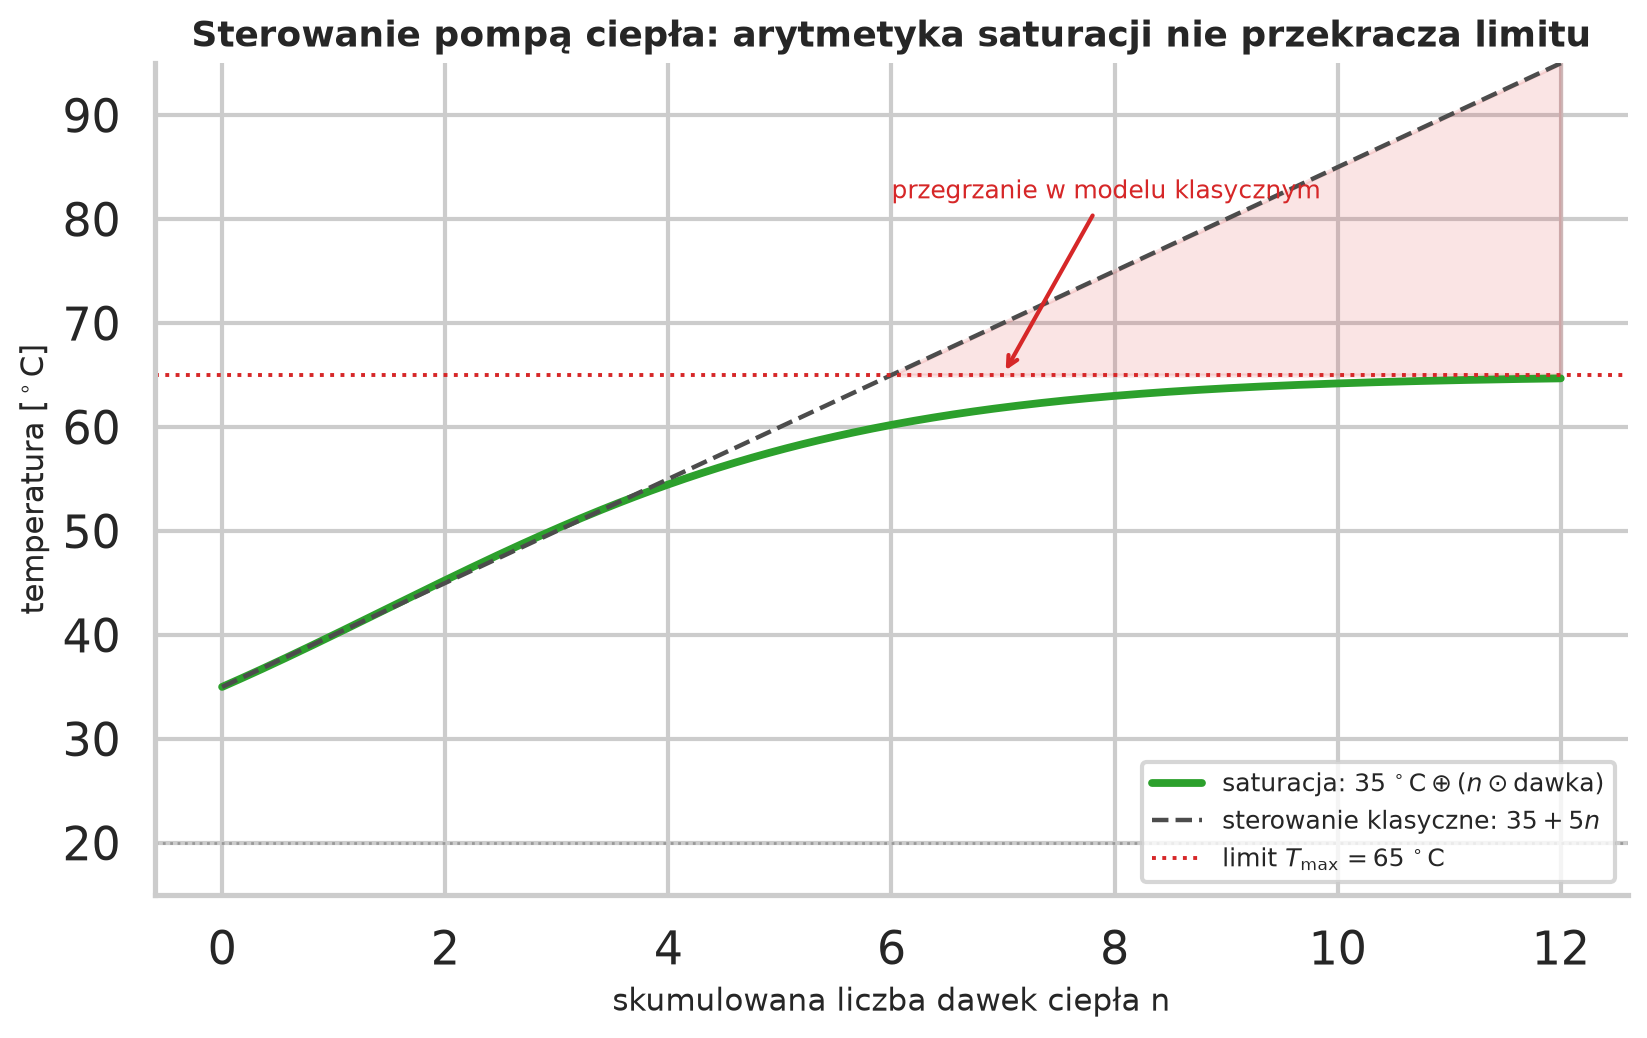 Sterowanie pompą ciepła: arytmetyka saturacji nie przekracza limitu
90
80
70
60
50
40
30
20
temperatura [°C]
przegrzanie w modelu klasycznym
saturacja: 35 °C ⊕ (n ⊙ dawka)
sterowanie klasyczne: 35 + 5n
limit T_max = 65 °C
0 2 4 6 8 10 12
skumulowana liczba dawek ciepła n